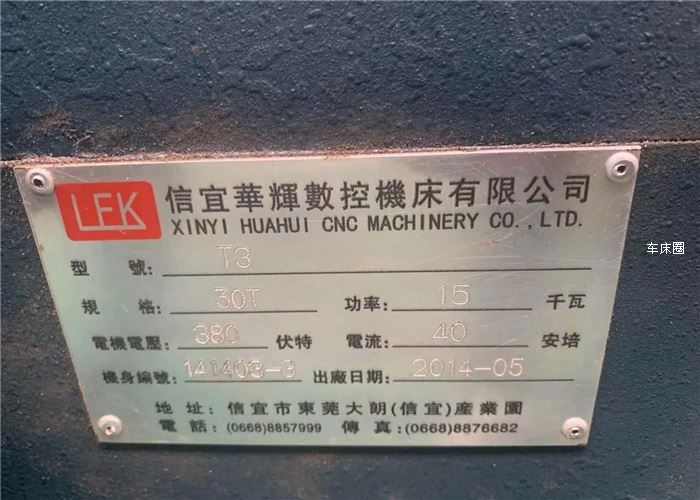 LFK 信宜華輝數控機床有限公司
XINYI HUAHUI CNC MACHINERY CO.,LTD.
型號: T3
規格: 30T 功率: 15 千瓦
電機電壓: 380 伏特 電流: 40 安培
機身編號: 141403-3 出廠日期: 2014-05
地址: 信宜市東莞大朗(信宜)産業園
電話: (0668)8857999 傳真: (0668)8876682
车床圈